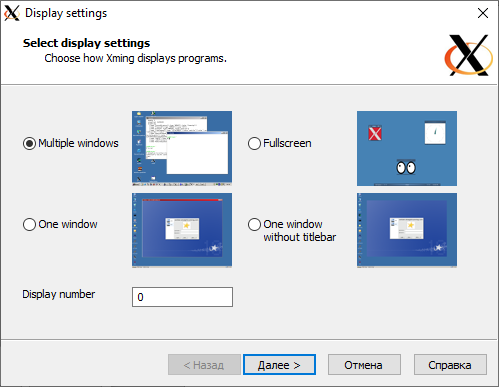 Display settings
Select display settings
Choose how Xming displays programs.
Multiple windows
Fullscreen
One window
One window
without titlebar
Display number
0
< Назад
Далее >
Отмена
Справка